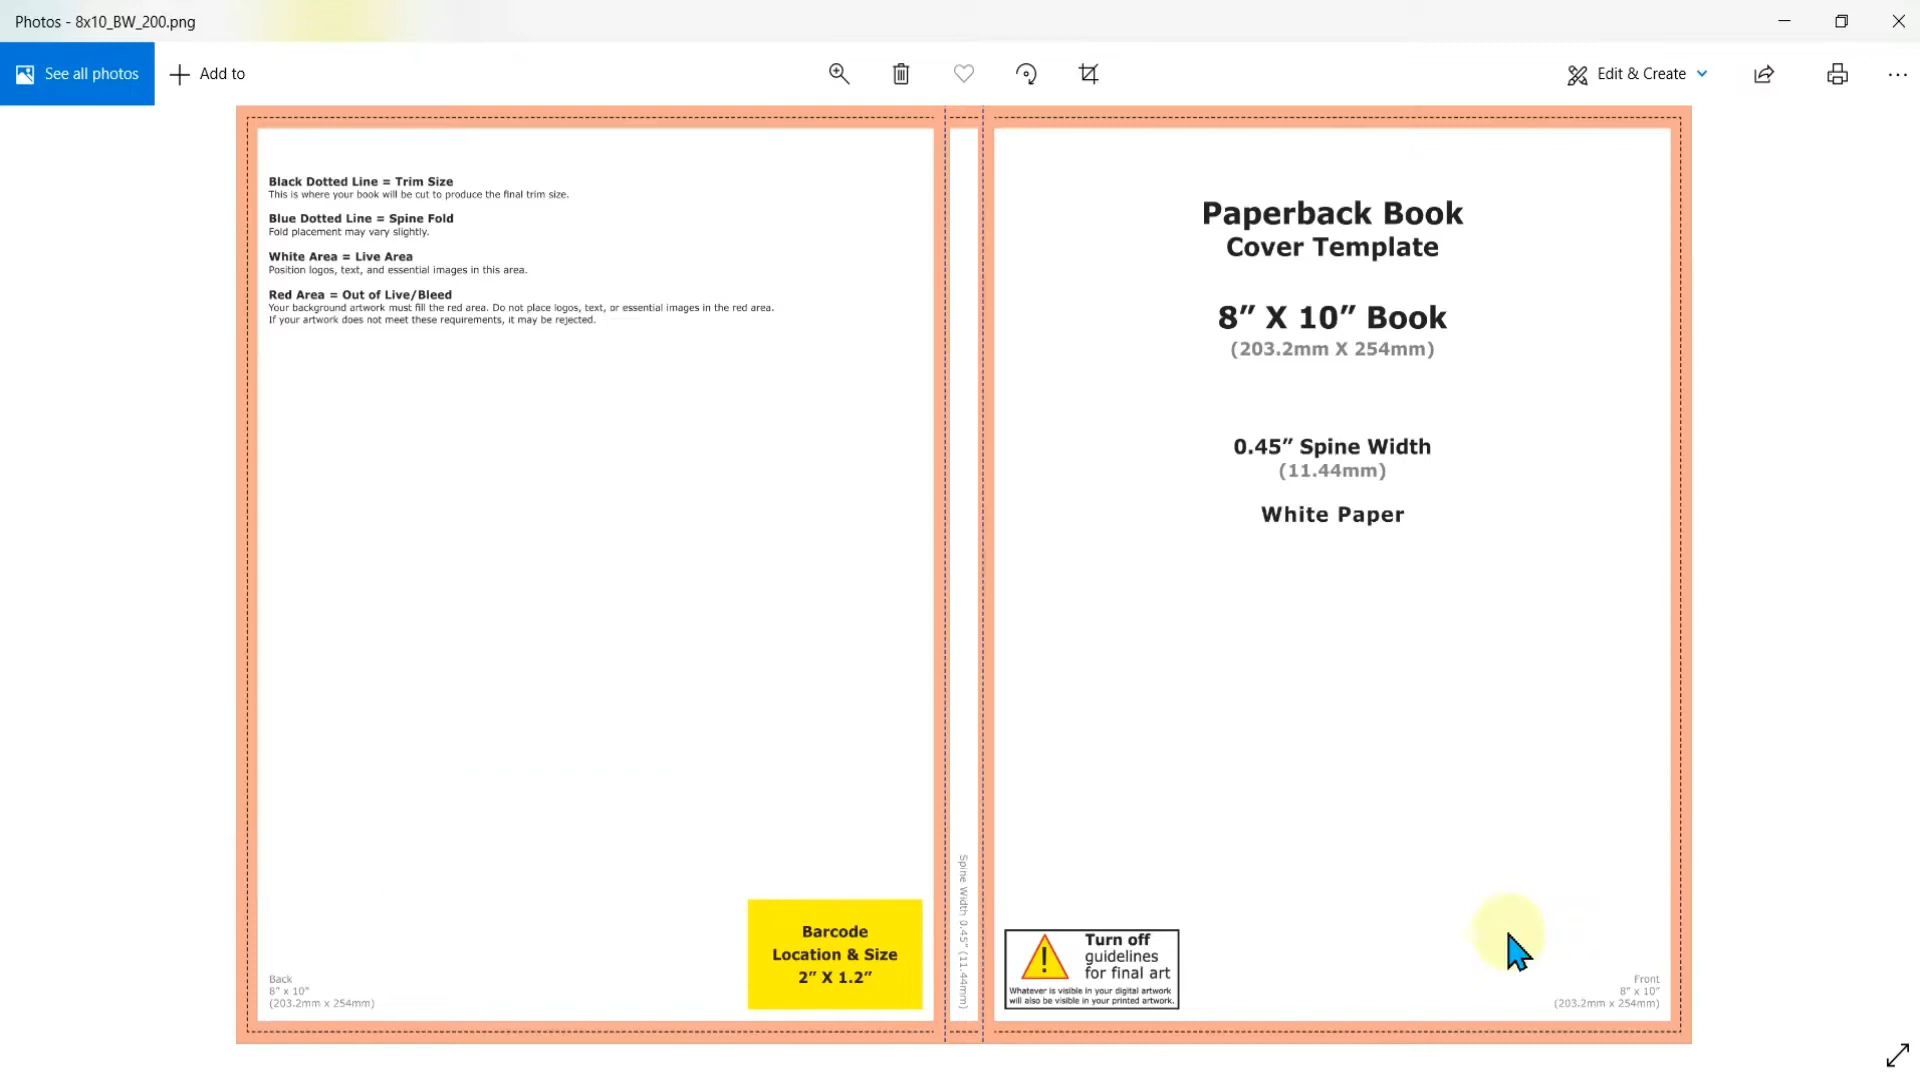 Photos - 8x10_BW_200.png
See all photos
Add to
Edit & Create
Black Dotted Line = Trim Size
This is where your book will be cut to produce the final trim size.
Blue Dotted Line = Spine Fold
Fold placement may vary slightly.
White Area = Live Area
Position logos, text, and essential images in this area.
Red Area = Out of Live/Bleed
Your background artwork must fill the red area. Do not place logos, text, or essential images in the red area.
If your artwork does not meet these requirements, it may be rejected.
Back
8" x 10"
(203.2mm x 254mm)
Barcode
Location & Size
2” X 1.2”
Spine Width 0.45" (11.44mm)
Paperback Book
Cover Template
8” X 10” Book
(203.2mm X 254mm)
0.45” Spine Width
(11.44mm)
White Paper
Turn off
guidelines
for final art
Whatever is visible in your digital artwork
will also be visible in your printed artwork.
Front
8" x 10"
(203.2mm x 254mm)